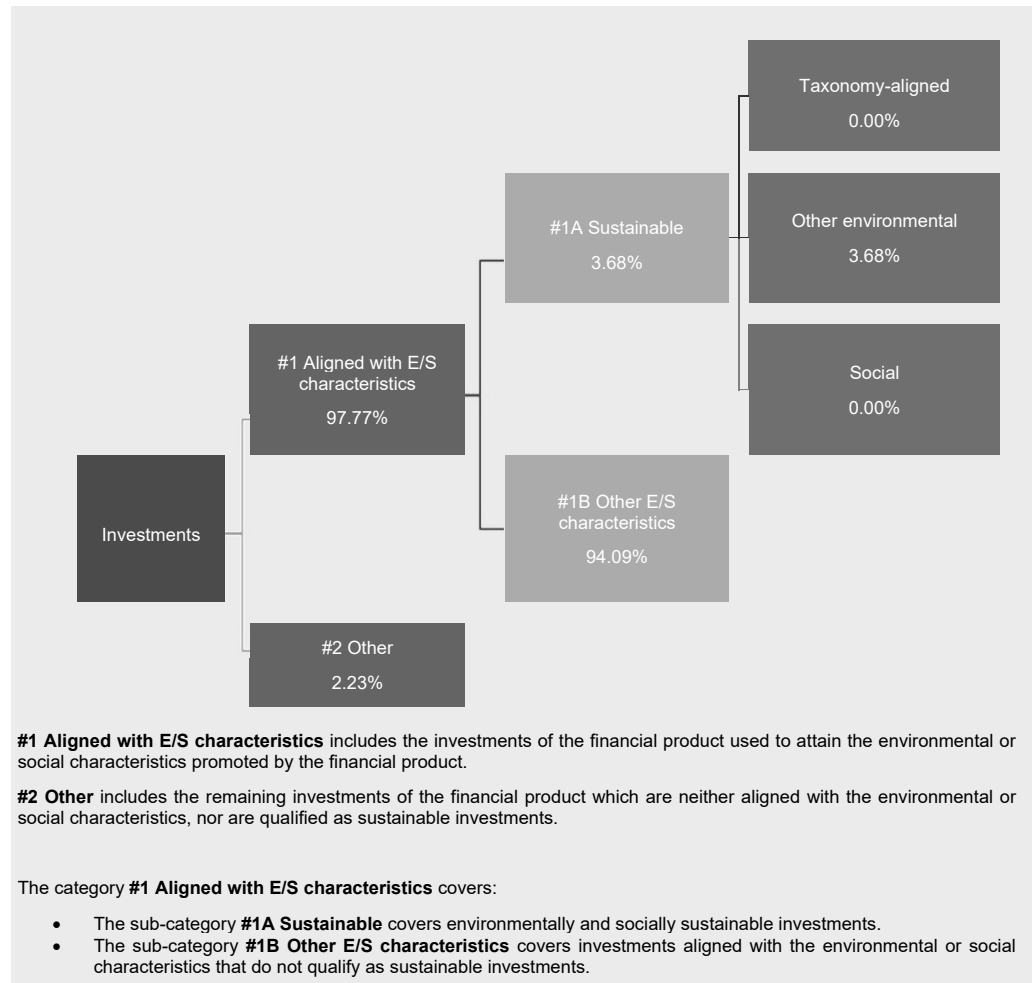 Taxonomy-aligned
0.00%
#1A Sustainable
3.68%
Other environmental
3.68%
#1 Aligned with E/S
characteristics
97.77%
Social
0.00%
Investments
#1B Other E/S
characteristics
94.09%
#2 Other
2.23%
#1 Aligned with E/S characteristics includes the investments of the financial product used to attain the environmental or
social characteristics promoted by the financial product.
#2 Other includes the remaining investments of the financial product which are neither aligned with the environmental or
social characteristics, nor are qualified as sustainable investments.
The category #1 Aligned with E/S characteristics covers:
• The sub-category #1A Sustainable covers environmentally and socially sustainable investments.
• The sub-category #1B Other E/S characteristics covers investments aligned with the environmental or social
characteristics that do not qualify as sustainable investments.